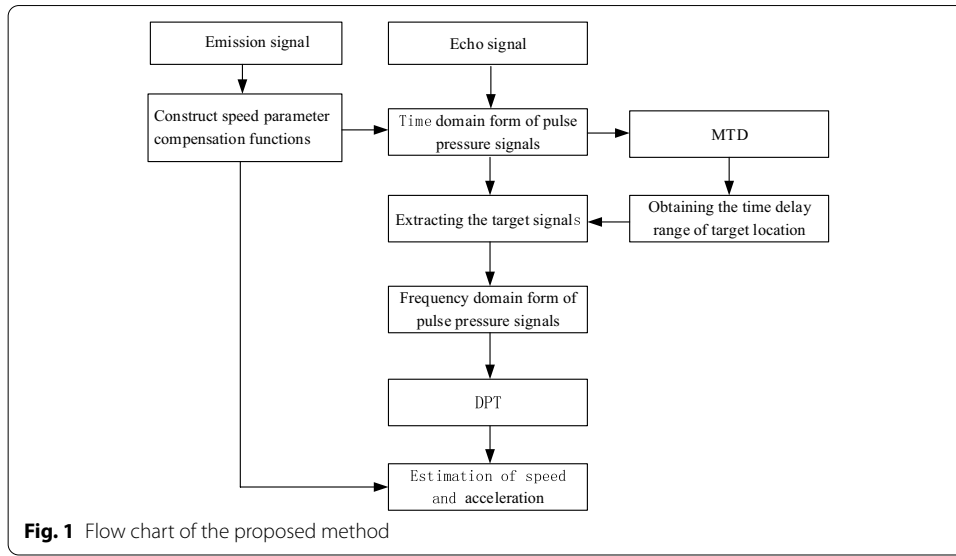 Emission signal
Echo signal
Construct speed parameter
compensation functions
Time domain form of pulse
pressure signals
MTD
Extracting the target signals
Obtaining the time delay
range of target location
Frequency domain form of
pulse pressure signals
DPT
Estimation of speed
and acceleration
Fig. 1 Flow chart of the proposed method